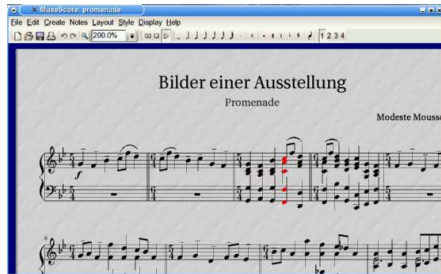 MuseScore: promenade
File Edit Create Notes Layout Style Display Help
200.0% 1 2 3 4
Bilder einer Ausstellung
Promenade
Modeste Mousso
f